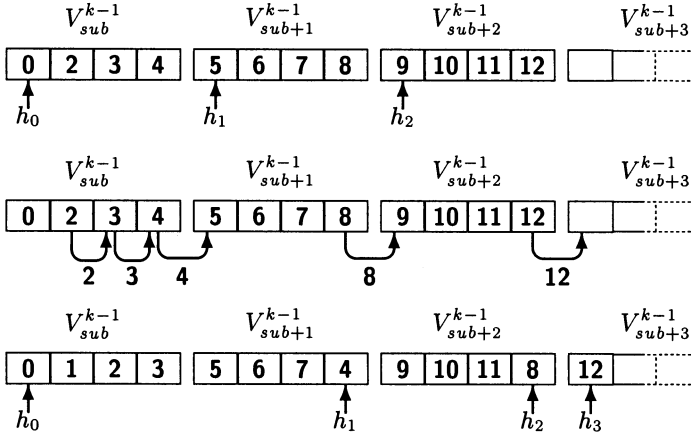 V_{sub}^{k-1} V_{sub+1}^{k-1} V_{sub+2}^{k-1} V_{sub+3}^{k-1}
0 2 3 4 5 6 7 8 9 10 11 12
h_0 h_1 h_2
V_{sub}^{k-1} V_{sub+1}^{k-1} V_{sub+2}^{k-1} V_{sub+3}^{k-1}
0 2 3 4 5 6 7 8 9 10 11 12
2 3 4 8 12
V_{sub}^{k-1} V_{sub+1}^{k-1} V_{sub+2}^{k-1} V_{sub+3}^{k-1}
0 1 2 3 5 6 7 4 9 10 11 8 12
h_0 h_1 h_2 h_3